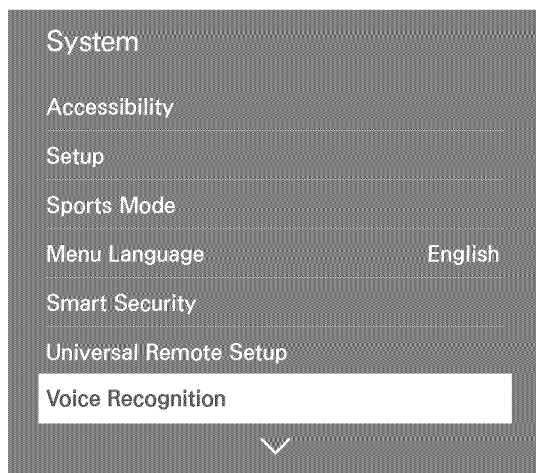 System
Accessibility
Setup
Sports Mode
Menu Language English
Smart Security
Universal Remote Setup
Voice Recognition